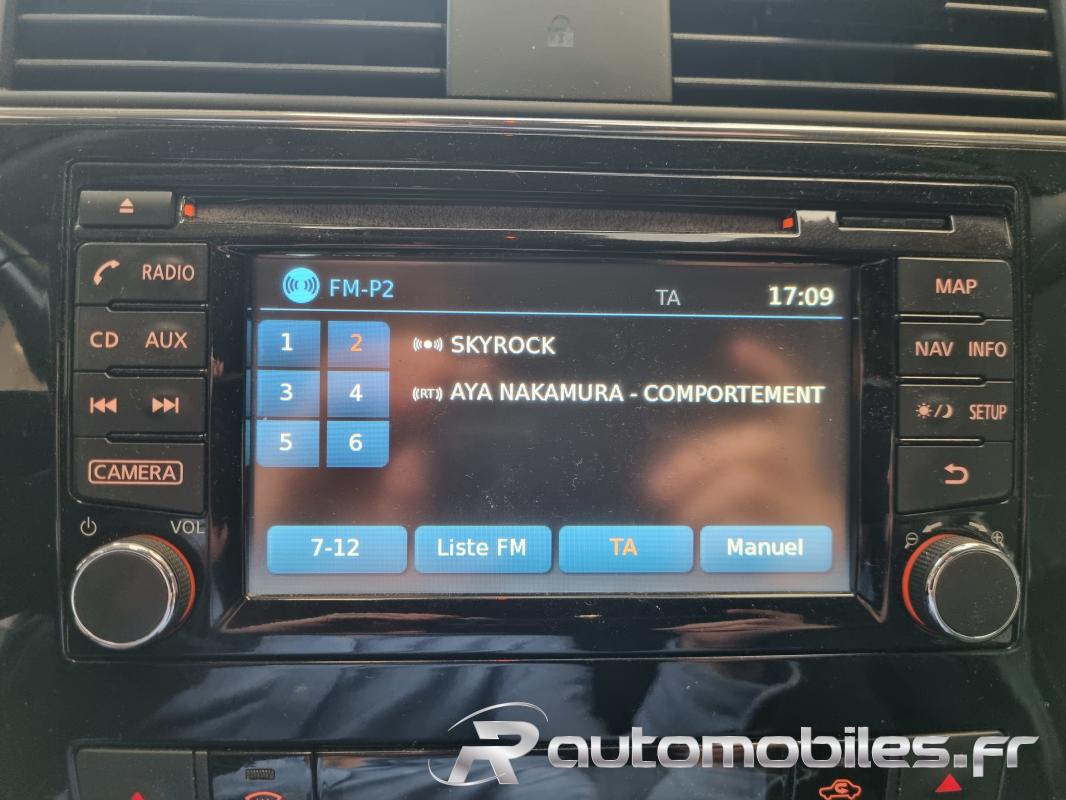 RADIO
CD AUX
CAMERA
VOL
FM-P2 TA 17:09
1 2
3 4
5 6
SKYROCK
(RT) AYA NAKAMURA - COMPORTEMENT
7-12 Liste FM TA Manuel
MAP
NAV INFO
SETUP
Rautomobiles.fr